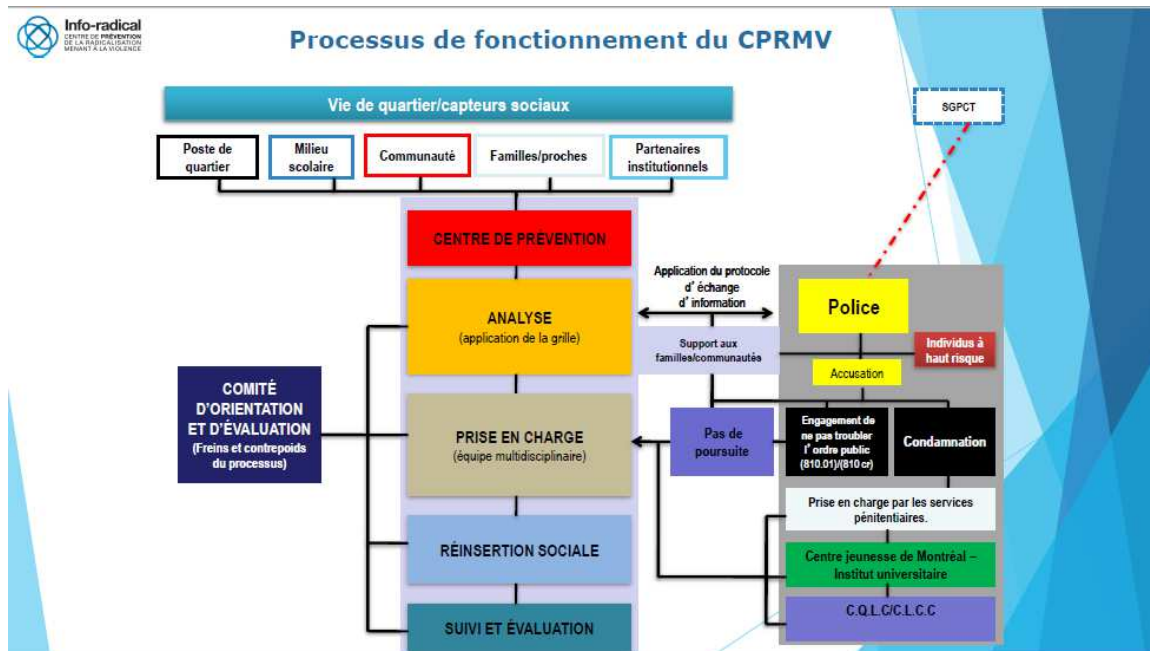 Info-radical
CENTRE DE PRÉVENTION
DE LA RADICALISATION
MENANT À LA VIOLENCE
Processus de fonctionnement du CPRMV
Vie de quartier/capteurs sociaux
SGPCT
Poste de
quartier
Milieu
scolaire
Communauté
Familles/proches
Partenaires
institutionnels
CENTRE DE PRÉVENTION
Application du protocole
d' échange
d' information
ANALYSE
(application de la grille)
Police
Support aux
familles/communautés
Individus à
haut risque
Accusation
COMITÉ
D'ORIENTATION
ET D'ÉVALUATION
(Freins et contrepoids
du processus)
PRISE EN CHARGE
(équipe multidisciplinaire)
Pas de
poursuite
Engagement de
ne pas troubler
l' ordre public
(810.01)/(810 cr)
Condamnation
Prise en charge par les services
pénitentiaires.
RÉINSERTION SOCIALE
Centre jeunesse de Montréal –
Institut universitaire
C.Q.L.C/C.L.C.C
SUIVI ET ÉVALUATION